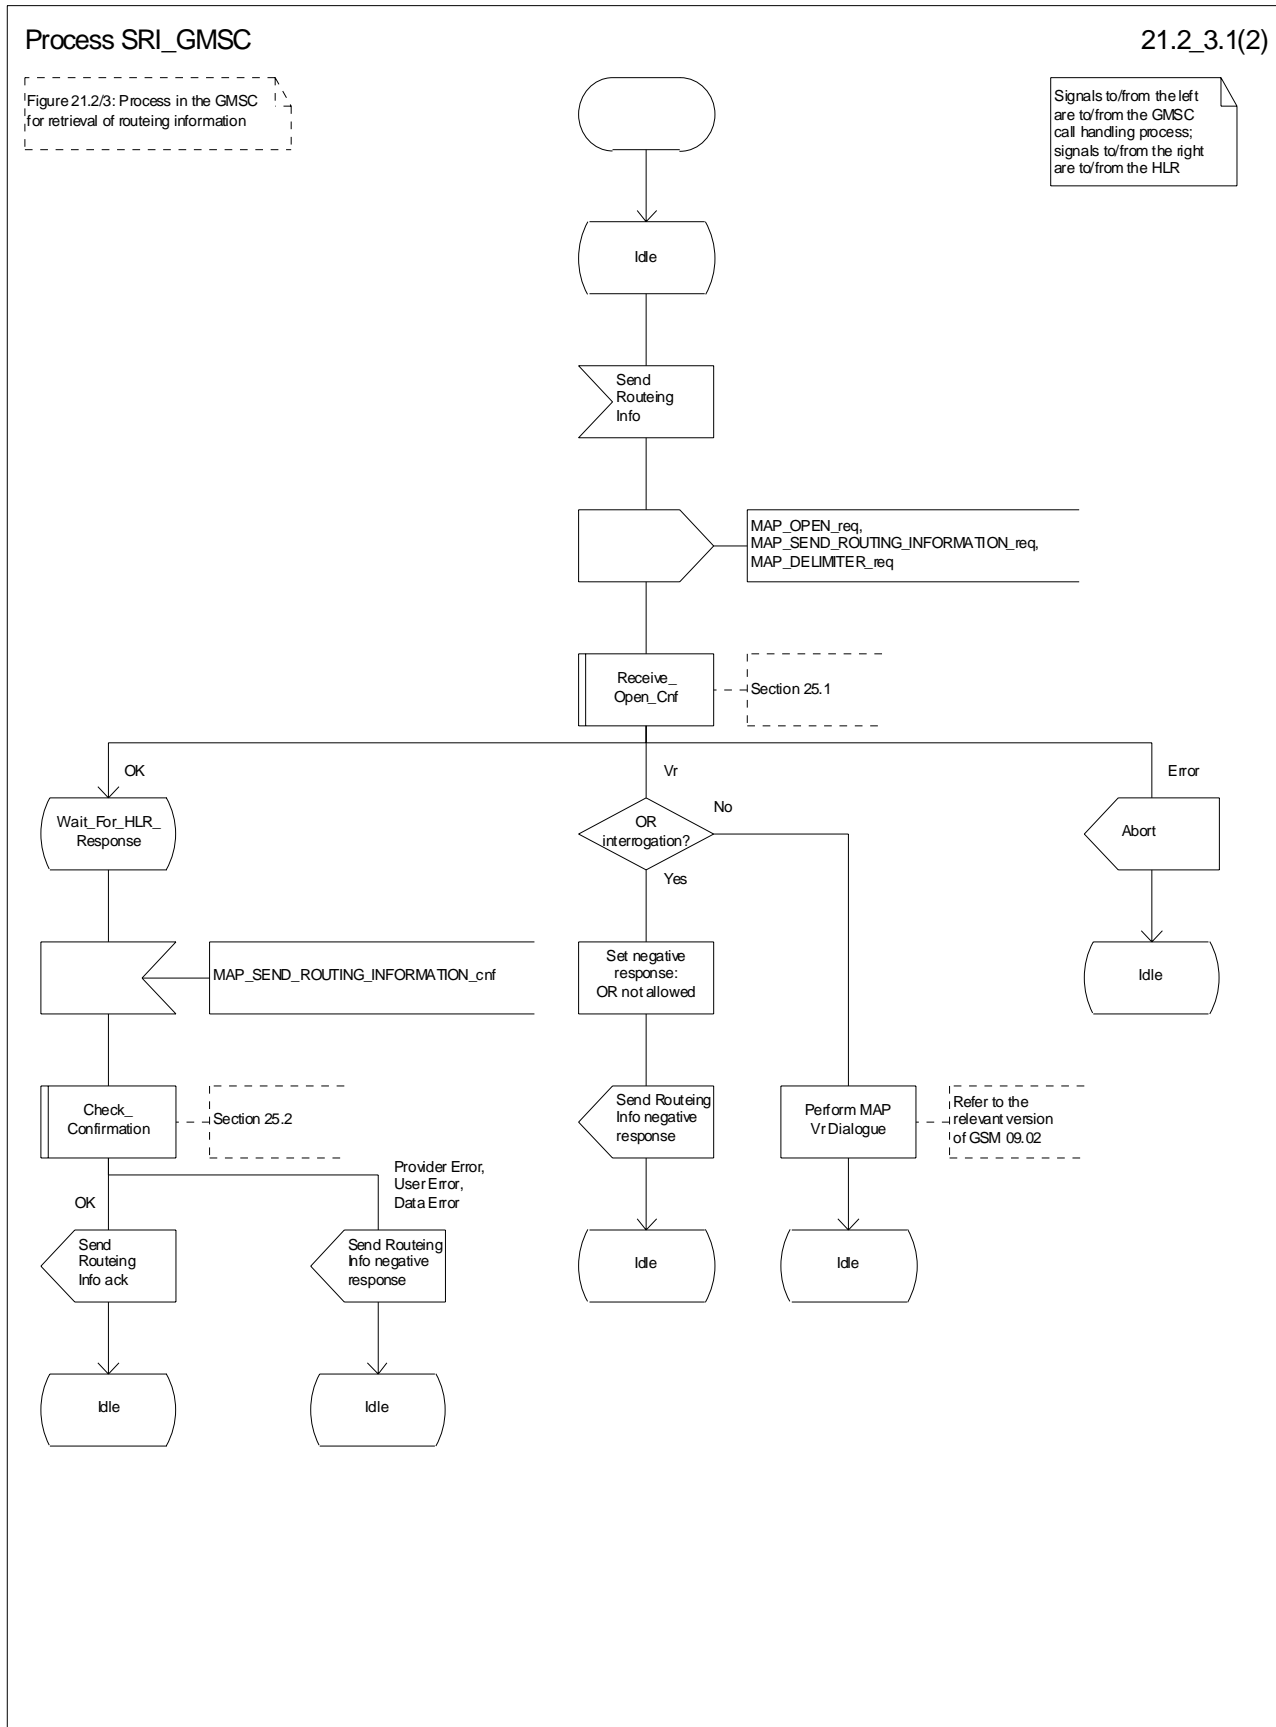 Process SRI_GMSC
21.2_3.1(2)
Figure 21.2/3: Process in the GMSC
for retrieval of routeing information
Signals to/from the left
are to/from the GMSC
call handling process;
signals to/from the right
are to/from the HLR
Idle
Send
Routeing
Info
MAP_OPEN_req,
MAP_SEND_ROUTING_INFORMATION_req,
MAP_DELIMITER_req
Receive_
Open_Cnf
Section 25.1
OK
Vr
Error
No
Wait_For_HLR_
Response
OR
interrogation?
Abort
Yes
MAP_SEND_ROUTING_INFORMATION_cnf
Set negative
response:
OR not allowed
Idle
Check_
Confirmation
Section 25.2
Send Routeing
Info negative
response
Perform MAP
Vr Dialogue
Refer to the
relevant version
of GSM 09.02
OK
Provider Error,
User Error,
Data Error
Send
Routeing
Info ack
Send Routeing
Info negative
response
Idle
Idle
Idle
Idle